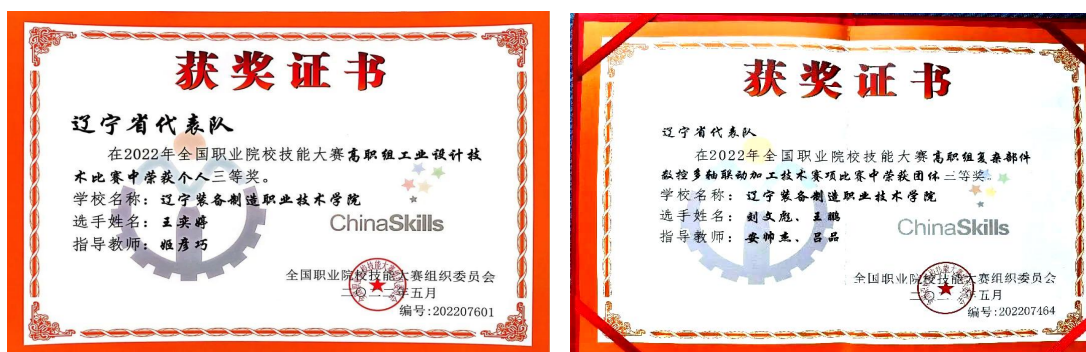 获奖证书
辽宁省代表队
在2022年全国职业院校技能大赛高职组工业设计技
术比赛中荣获个人三等奖。
学校名称：辽宁装备制造职业技术学院
选手姓名：王奕婷
指导教师：姬彦巧
ChinaSkills
全国职业院校技能大赛组织委员会
二〇二二年五月
编号:202207601
获奖证书
辽宁省代表队
在2022年全国职业院校技能大赛高职组复杂部件
数控多轴联动加工技术赛项比赛中荣获团体三等奖。
学校名称：辽宁装备制造职业技术学院
选手姓名：刘文彪、王鹏
指导教师：安帅杰、吕品
ChinaSkills
全国职业院校技能大赛组织委员会
二〇二二年五月
编号:202207464